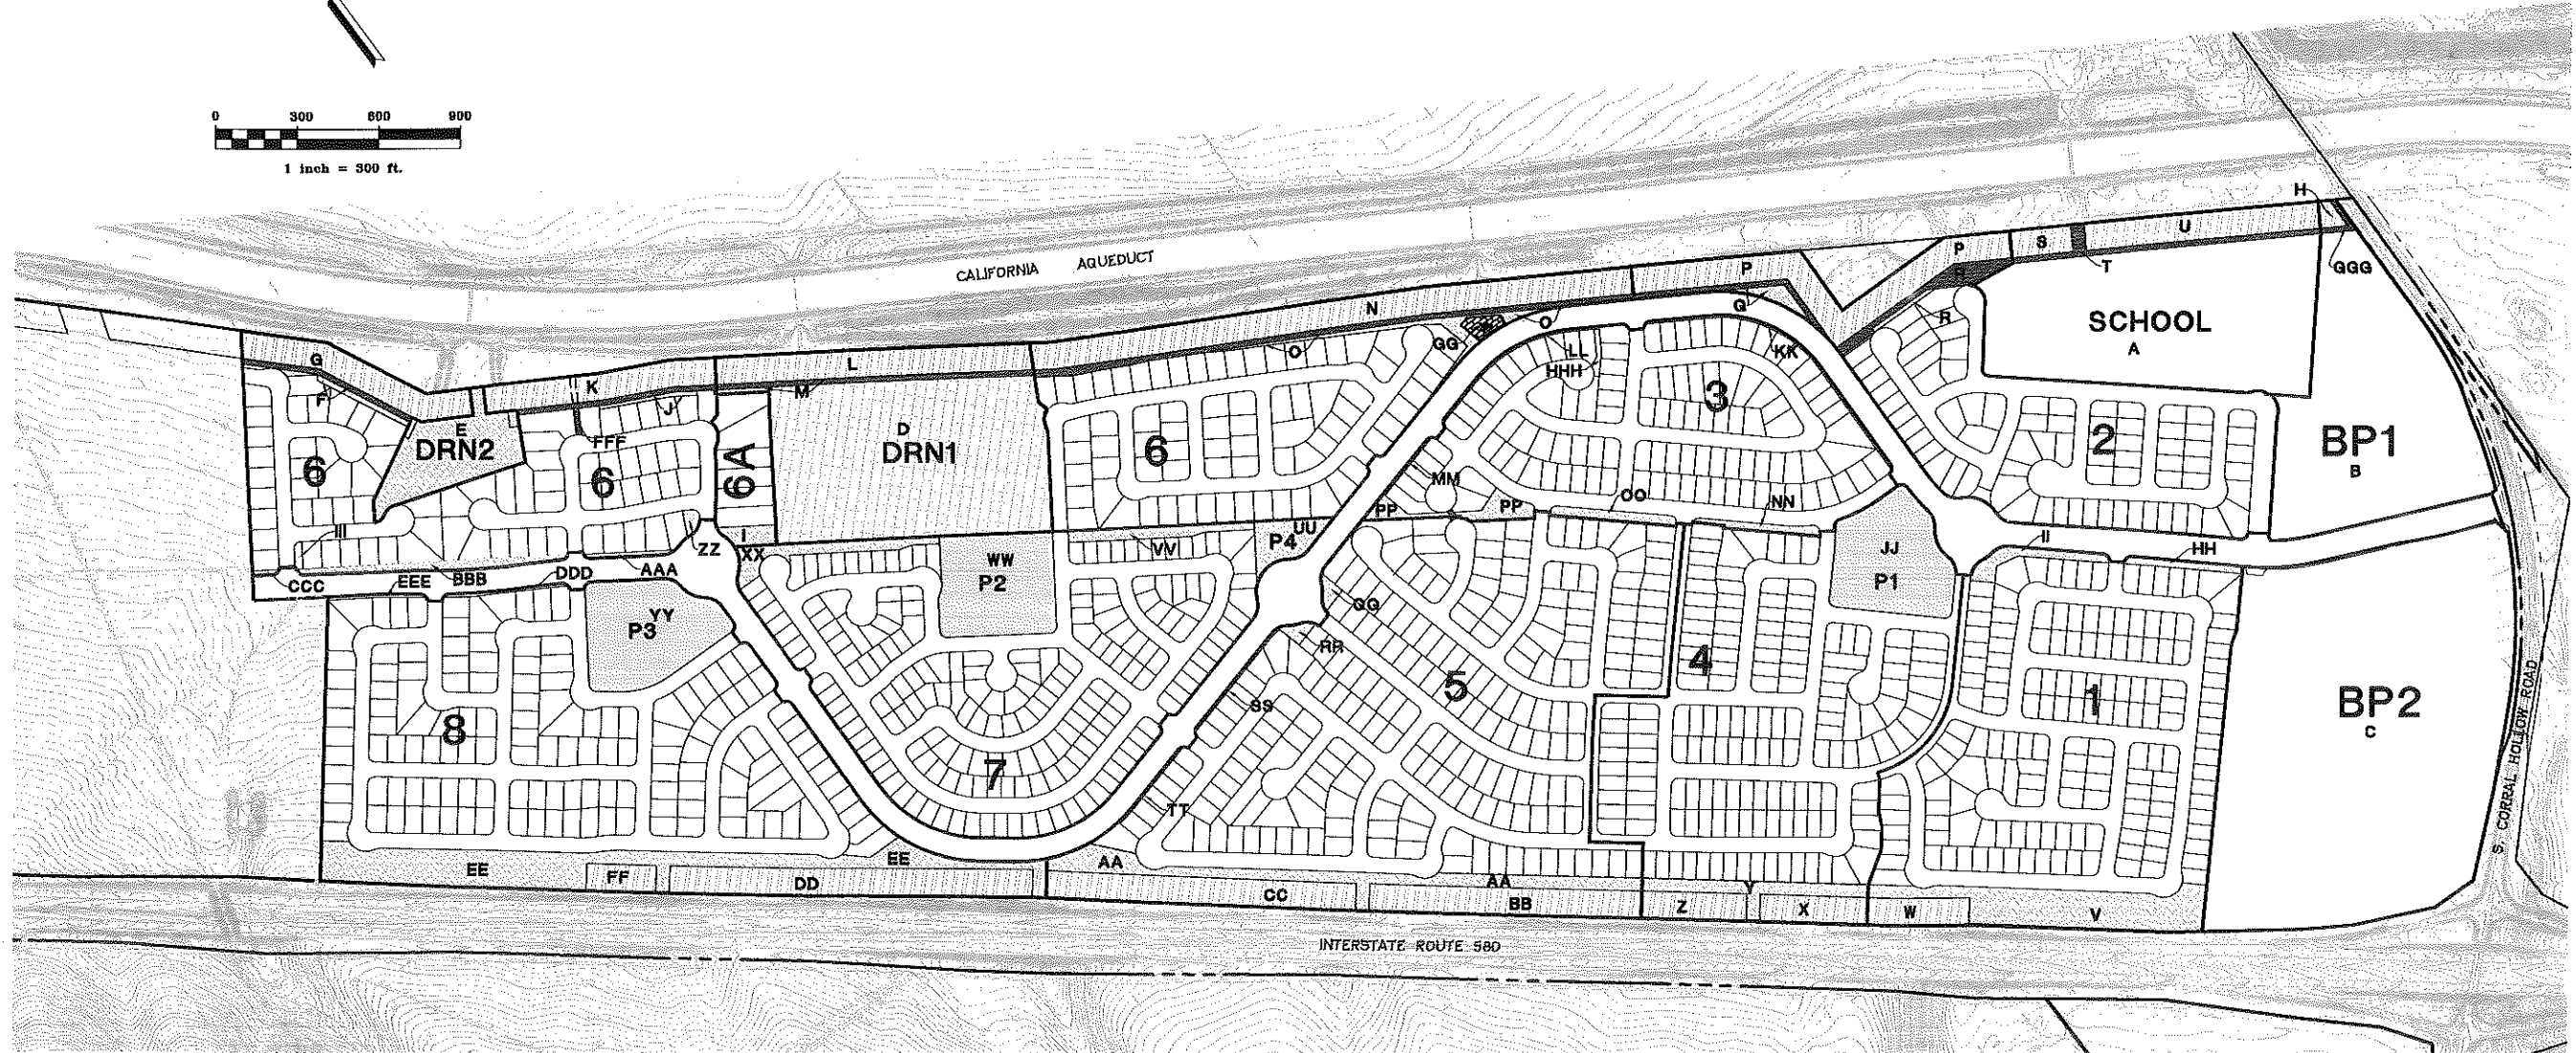 0 300 600 900
1 inch = 300 ft.
CALIFORNIA AQUEDUCT
H
U
S
T
GGG
P
P
R
N
Q
O
O
GG
LL
HHH
KK
R
SCHOOL
A
G
L
K
M
J
F
E
DRN2
FFF
D
DRN1
6
6
6A
6
3
2
BP1
B
MM
PP
PP
OO
NN
III
ZZ
I
XX
VV
UU
P4
WW
P2
JJ
P1
II
HH
CCC
EEE
BBB
DDD
AAA
YY
P3
QQ
RR
SS
TT
8
7
5
4
1
BP2
C
S. CORRAL HOLLOW ROAD
EE
FF
DD
EE
AA
CC
AA
BB
Z
Y
X
W
V
INTERSTATE ROUTE 580